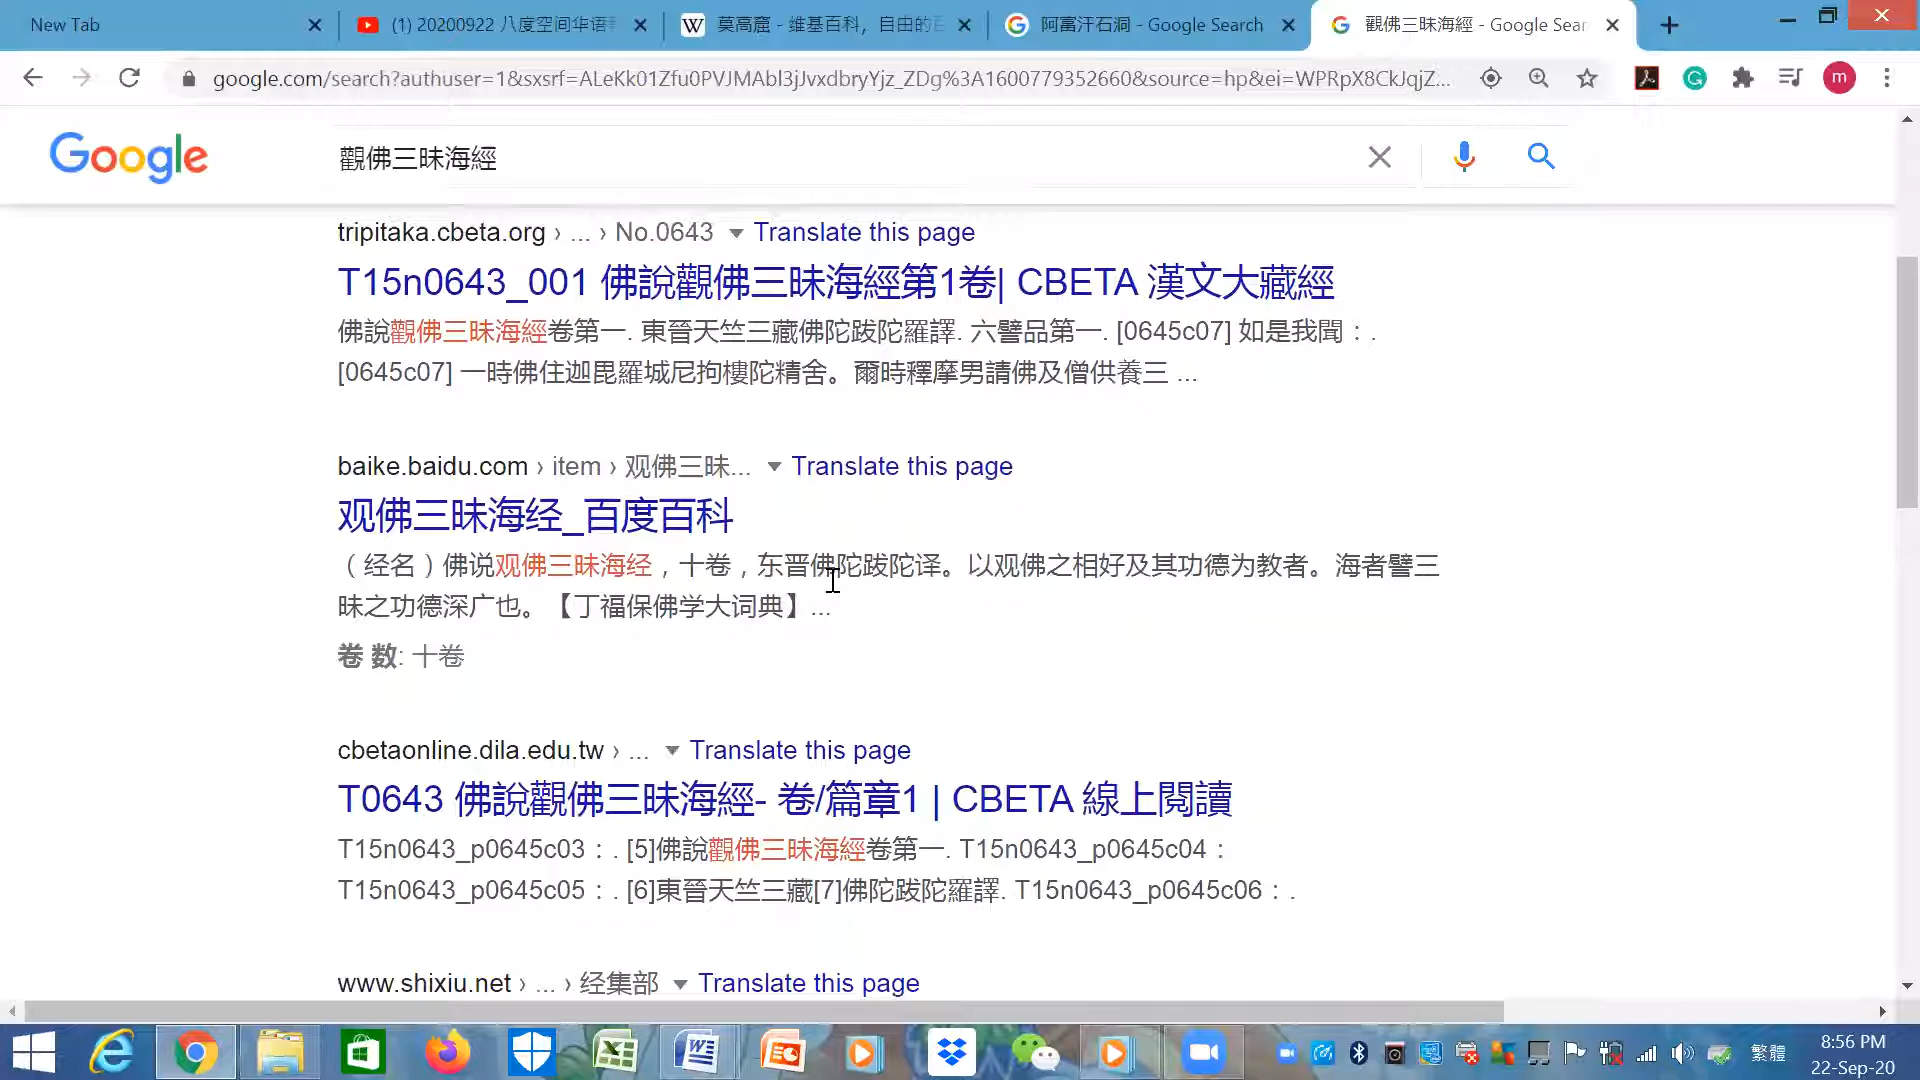 New Tab
(1) 20200922 八度空间华语
莫高窟 - 维基百科，自由的
阿富汗石洞 - Google Search
觀佛三昧海經 - Google Sear
google.com/search?authuser=1&sxsrf=ALeKk01Zfu0PVJMAbl3jJvxdbryYjz_ZDg%3A1600779352660&source=hp&ei=WPRpX8CkJqjZ...
m
Google
觀佛三昧海經
tripitaka.cbeta.org › ... › No.0643 Translate this page
T15n0643_001 佛說觀佛三昧海經第1卷| CBETA 漢文大藏經
佛說觀佛三昧海經卷第一. 東晉天竺三藏佛陀跋陀羅譯. 六譬品第一. [0645c07] 如是我聞：.
[0645c07] 一時佛住迦毘羅城尼拘樓陀精舍。爾時釋摩男請佛及僧供養三 ...
baike.baidu.com › item › 观佛三昧... Translate this page
观佛三昧海经_百度百科
（经名）佛说观佛三昧海经，十卷，东晋佛陀跋陀译。以观佛之相好及其功德为教者。海者譬三
昧之功德深广也。【丁福保佛学大词典】...
卷 数: 十卷
cbetaonline.dila.edu.tw › ... Translate this page
T0643 佛說觀佛三昧海經- 卷/篇章1 | CBETA 線上閱讀
T15n0643_p0645c03：. [5]佛說觀佛三昧海經卷第一. T15n0643_p0645c04：
T15n0643_p0645c05：. [6]東晉天竺三藏[7]佛陀跋陀羅譯. T15n0643_p0645c06：.
www.shixiu.net › ... › 经集部 Translate this page
繁體
8:56 PM
22-Sep-20